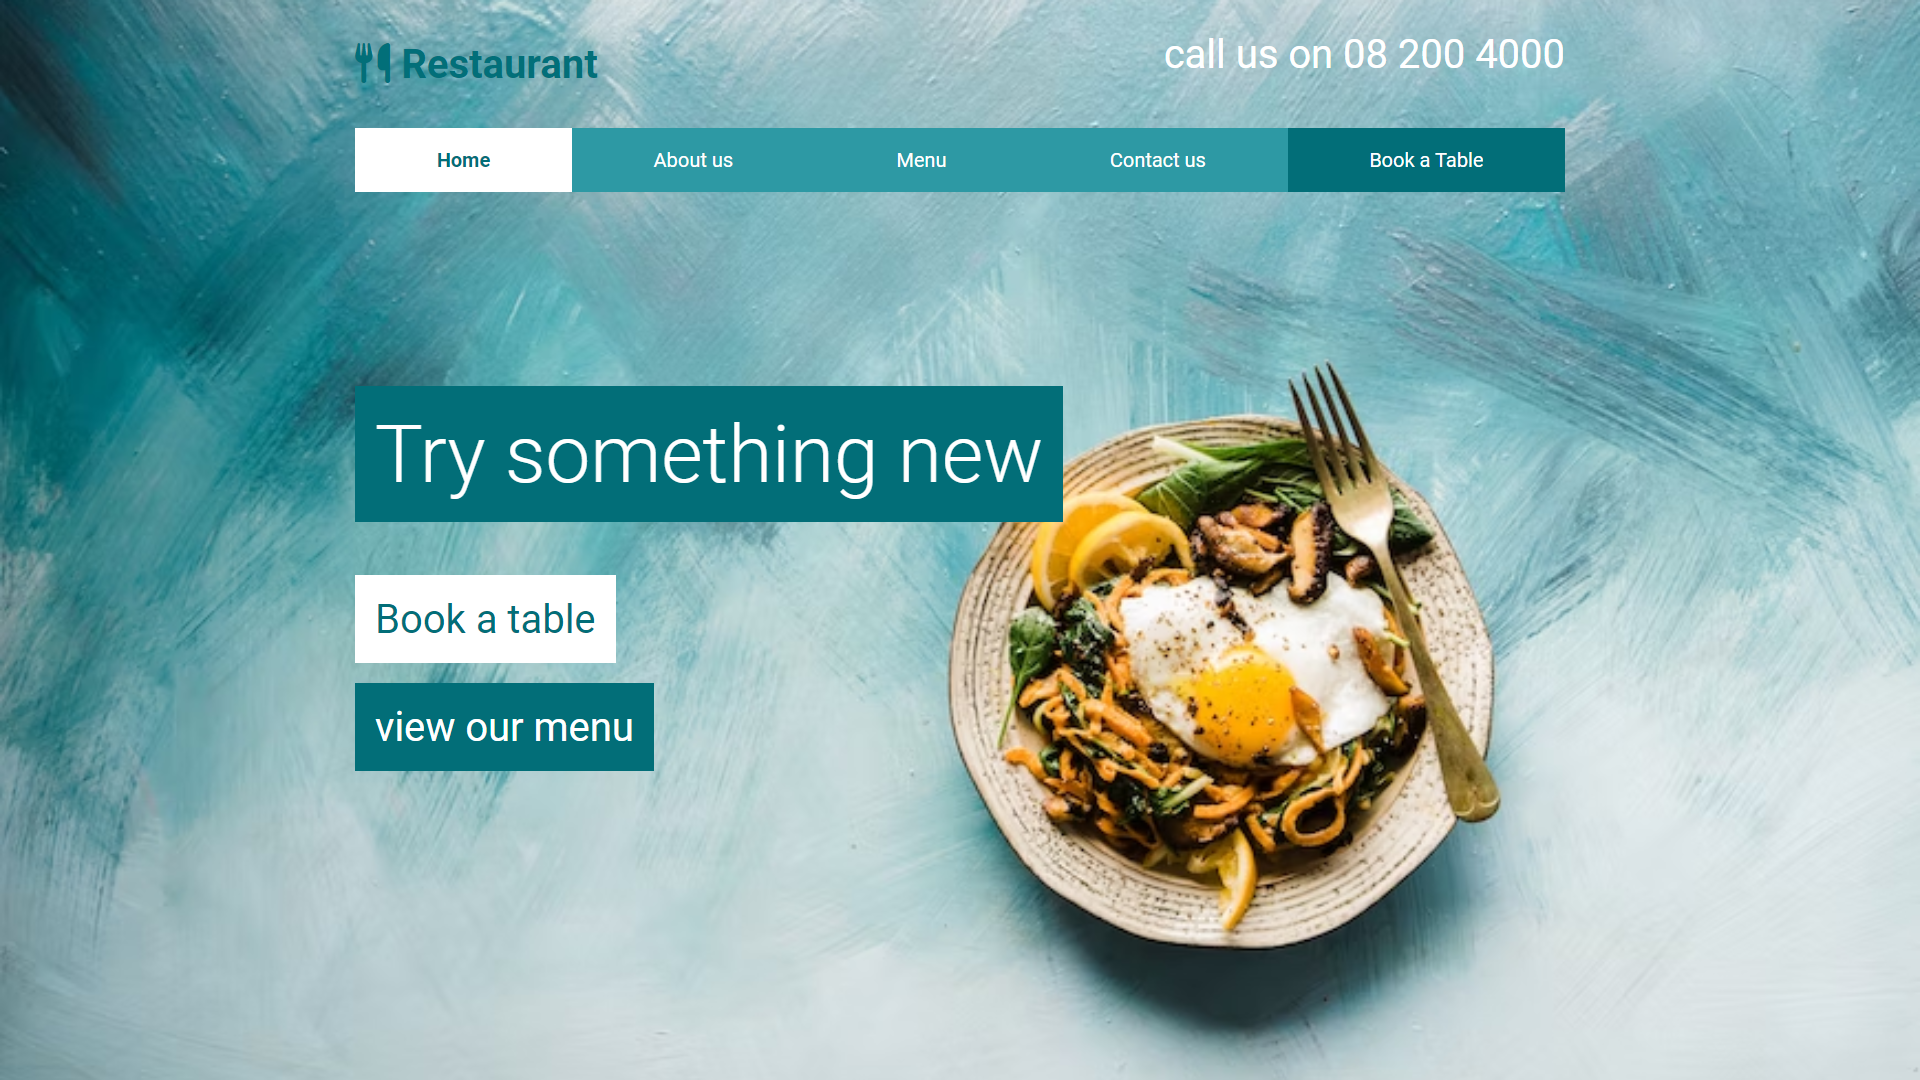 Restaurant
call us on 08 200 4000
Home
About us
Menu
Contact us
Book a Table
Try something new
Book a table
view our menu